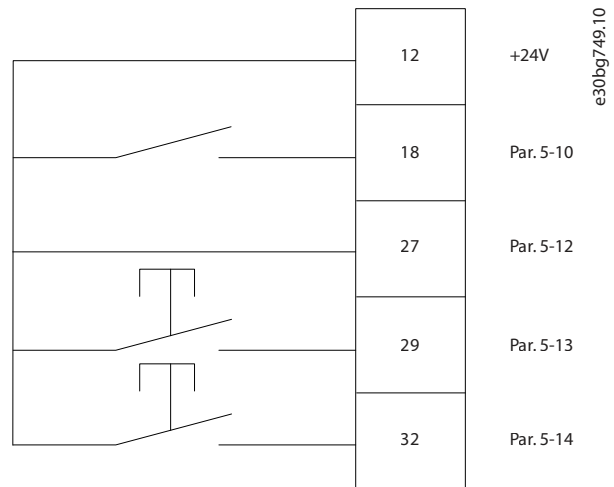 12 +24V
18 Par. 5-10
27 Par. 5-12
29 Par. 5-13
32 Par. 5-14
e30bg749.10